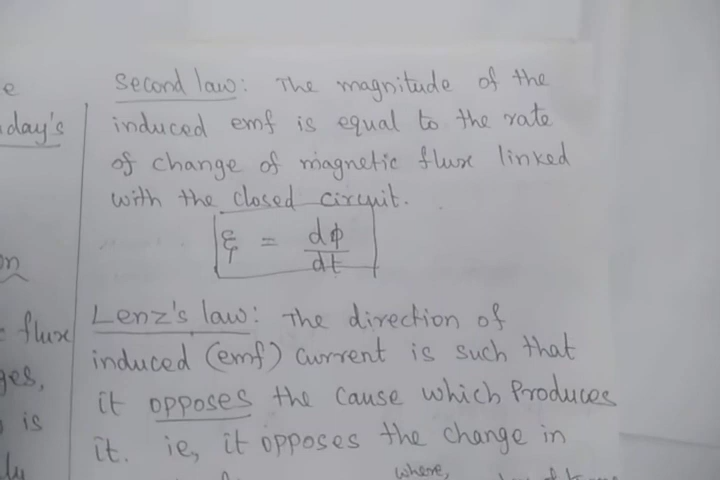 e
day's
on
flux
ges,
is
Second law: The magnitude of the
induced emf is equal to the rate
of change of magnetic flux linked
with the closed circuit.
ξ = dϕ/dt
Lenz's law: The direction of
induced (emf) current is such that
it opposes the cause which Produces
it. ie, it opposes the change in
where,